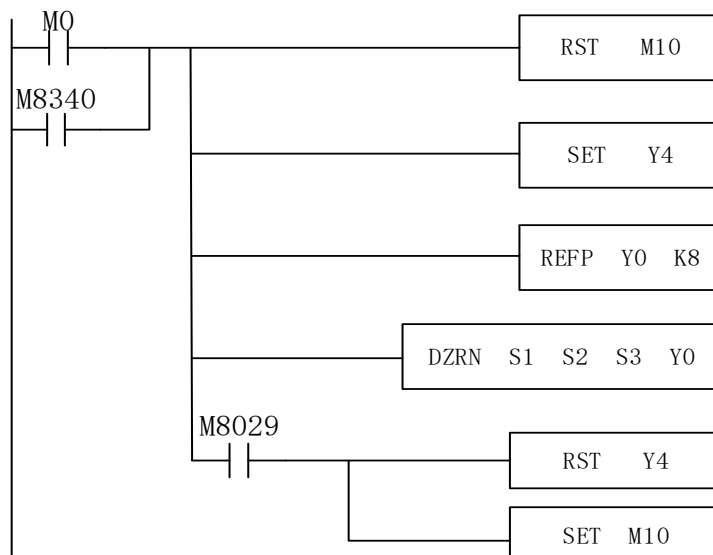 M0
RST M10
M8340
SET Y4
REFP Y0 K8
DZRN S1 S2 S3 Y0
M8029
RST Y4
SET M10